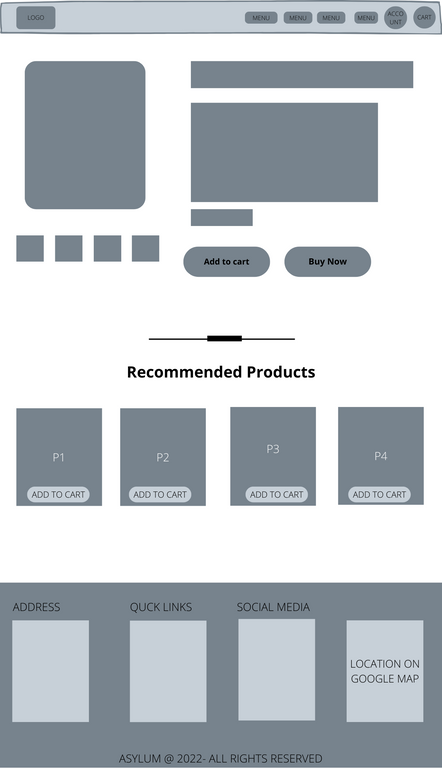 LOGO
MENU
MENU
MENU
MENU
ACCO
UNT
CART
Add to cart
Buy Now
Recommended Products
P1
P2
P3
P4
ADD TO CART
ADD TO CART
ADD TO CART
ADD TO CART
ADDRESS
QUCK LINKS
SOCIAL MEDIA
LOCATION ON
GOOGLE MAP
ASYLUM @ 2022- ALL RIGHTS RESERVED